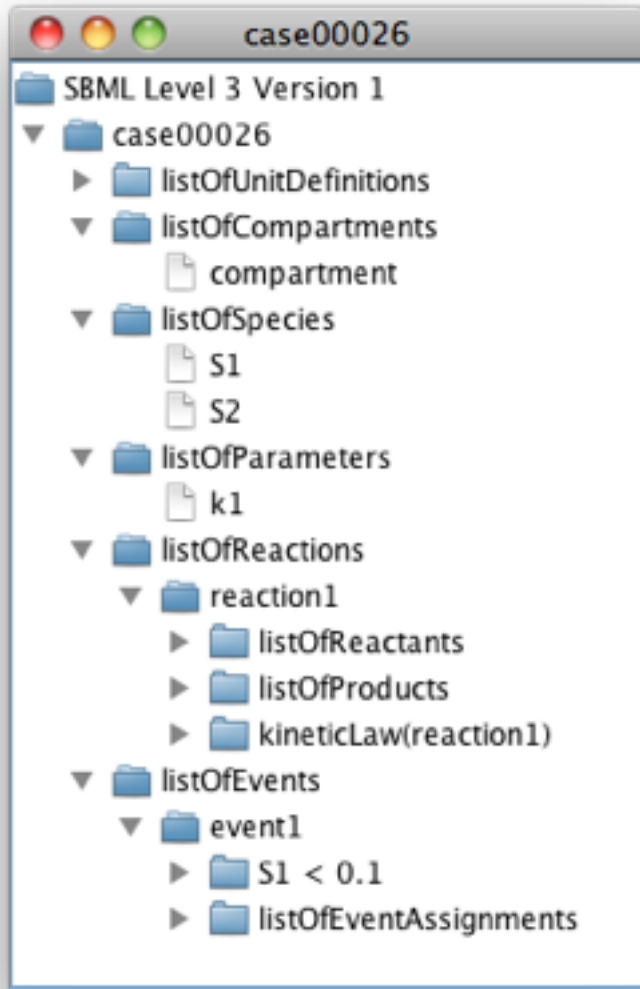 case00026
SBML Level 3 Version 1
case00026
listOfUnitDefinitions
listOfCompartments
compartment
listOfSpecies
S1
S2
listOfParameters
k1
listOfReactions
reaction1
listOfReactants
listOfProducts
kineticLaw(reaction1)
listOfEvents
event1
S1 < 0.1
listOfEventAssignments